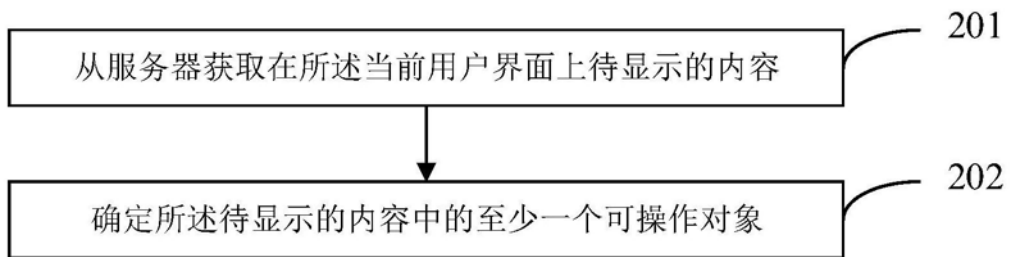 201
从服务器获取在所述当前用户界面上待显示的内容
202
确定所述待显示的内容中的至少一个可操作对象